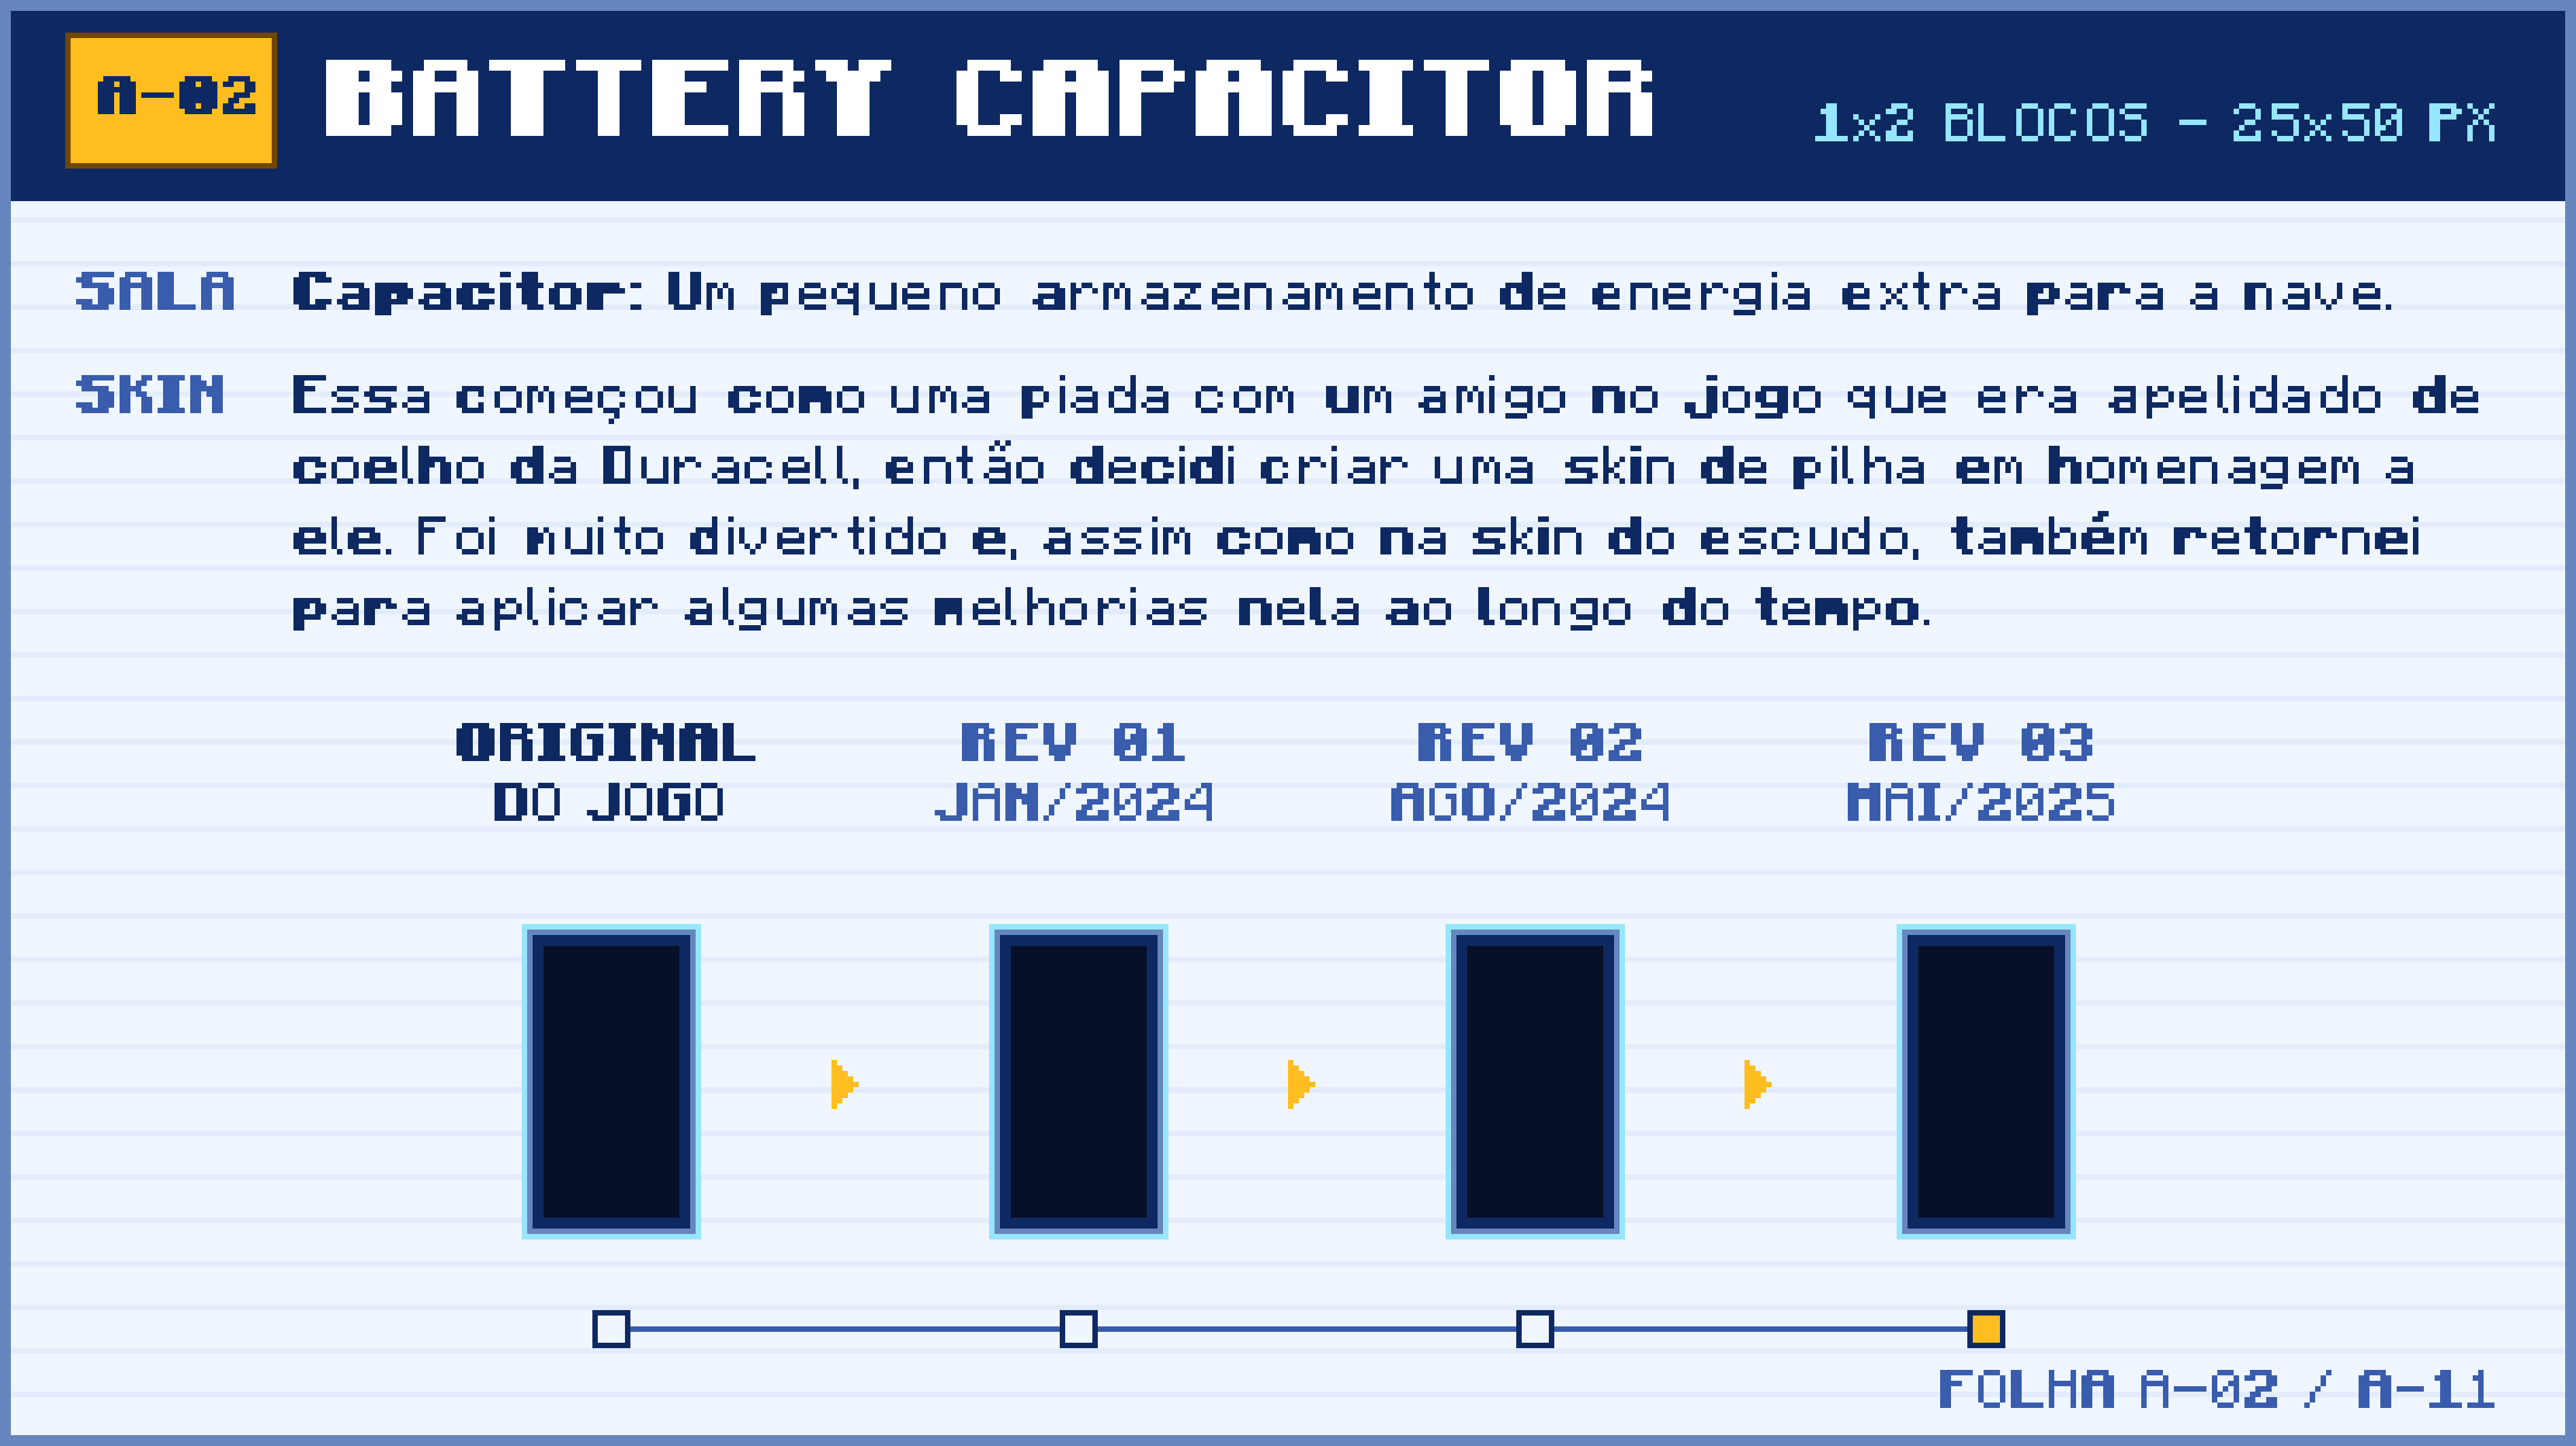 A-02 BATTERY CAPACITOR 1x2 BLOCOS - 25x50 PX
SALA Capacitor: Um pequeno armazenamento de energia extra para a nave.
SKIN Essa começou como uma piada com um amigo no jogo que era apelidado de
coelho da Duracell, então decidi criar uma skin de pilha em homenagem a
ele. Foi muito divertido e, assim como na skin do escudo, também retornei
para aplicar algumas melhorias nela ao longo do tempo.
ORIGINAL REV 01 REV 02 REV 03
DO JOGO JAN/2024 AGO/2024 MAI/2025
FOLHA A-02 / A-11